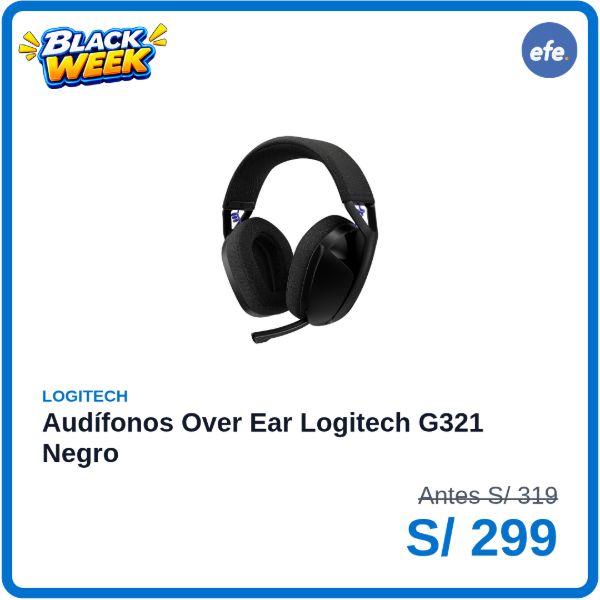 BLACK
WEEK
efe.
LOGITECH
Audífonos Over Ear Logitech G321
Negro
Antes S/ 319
S/ 299